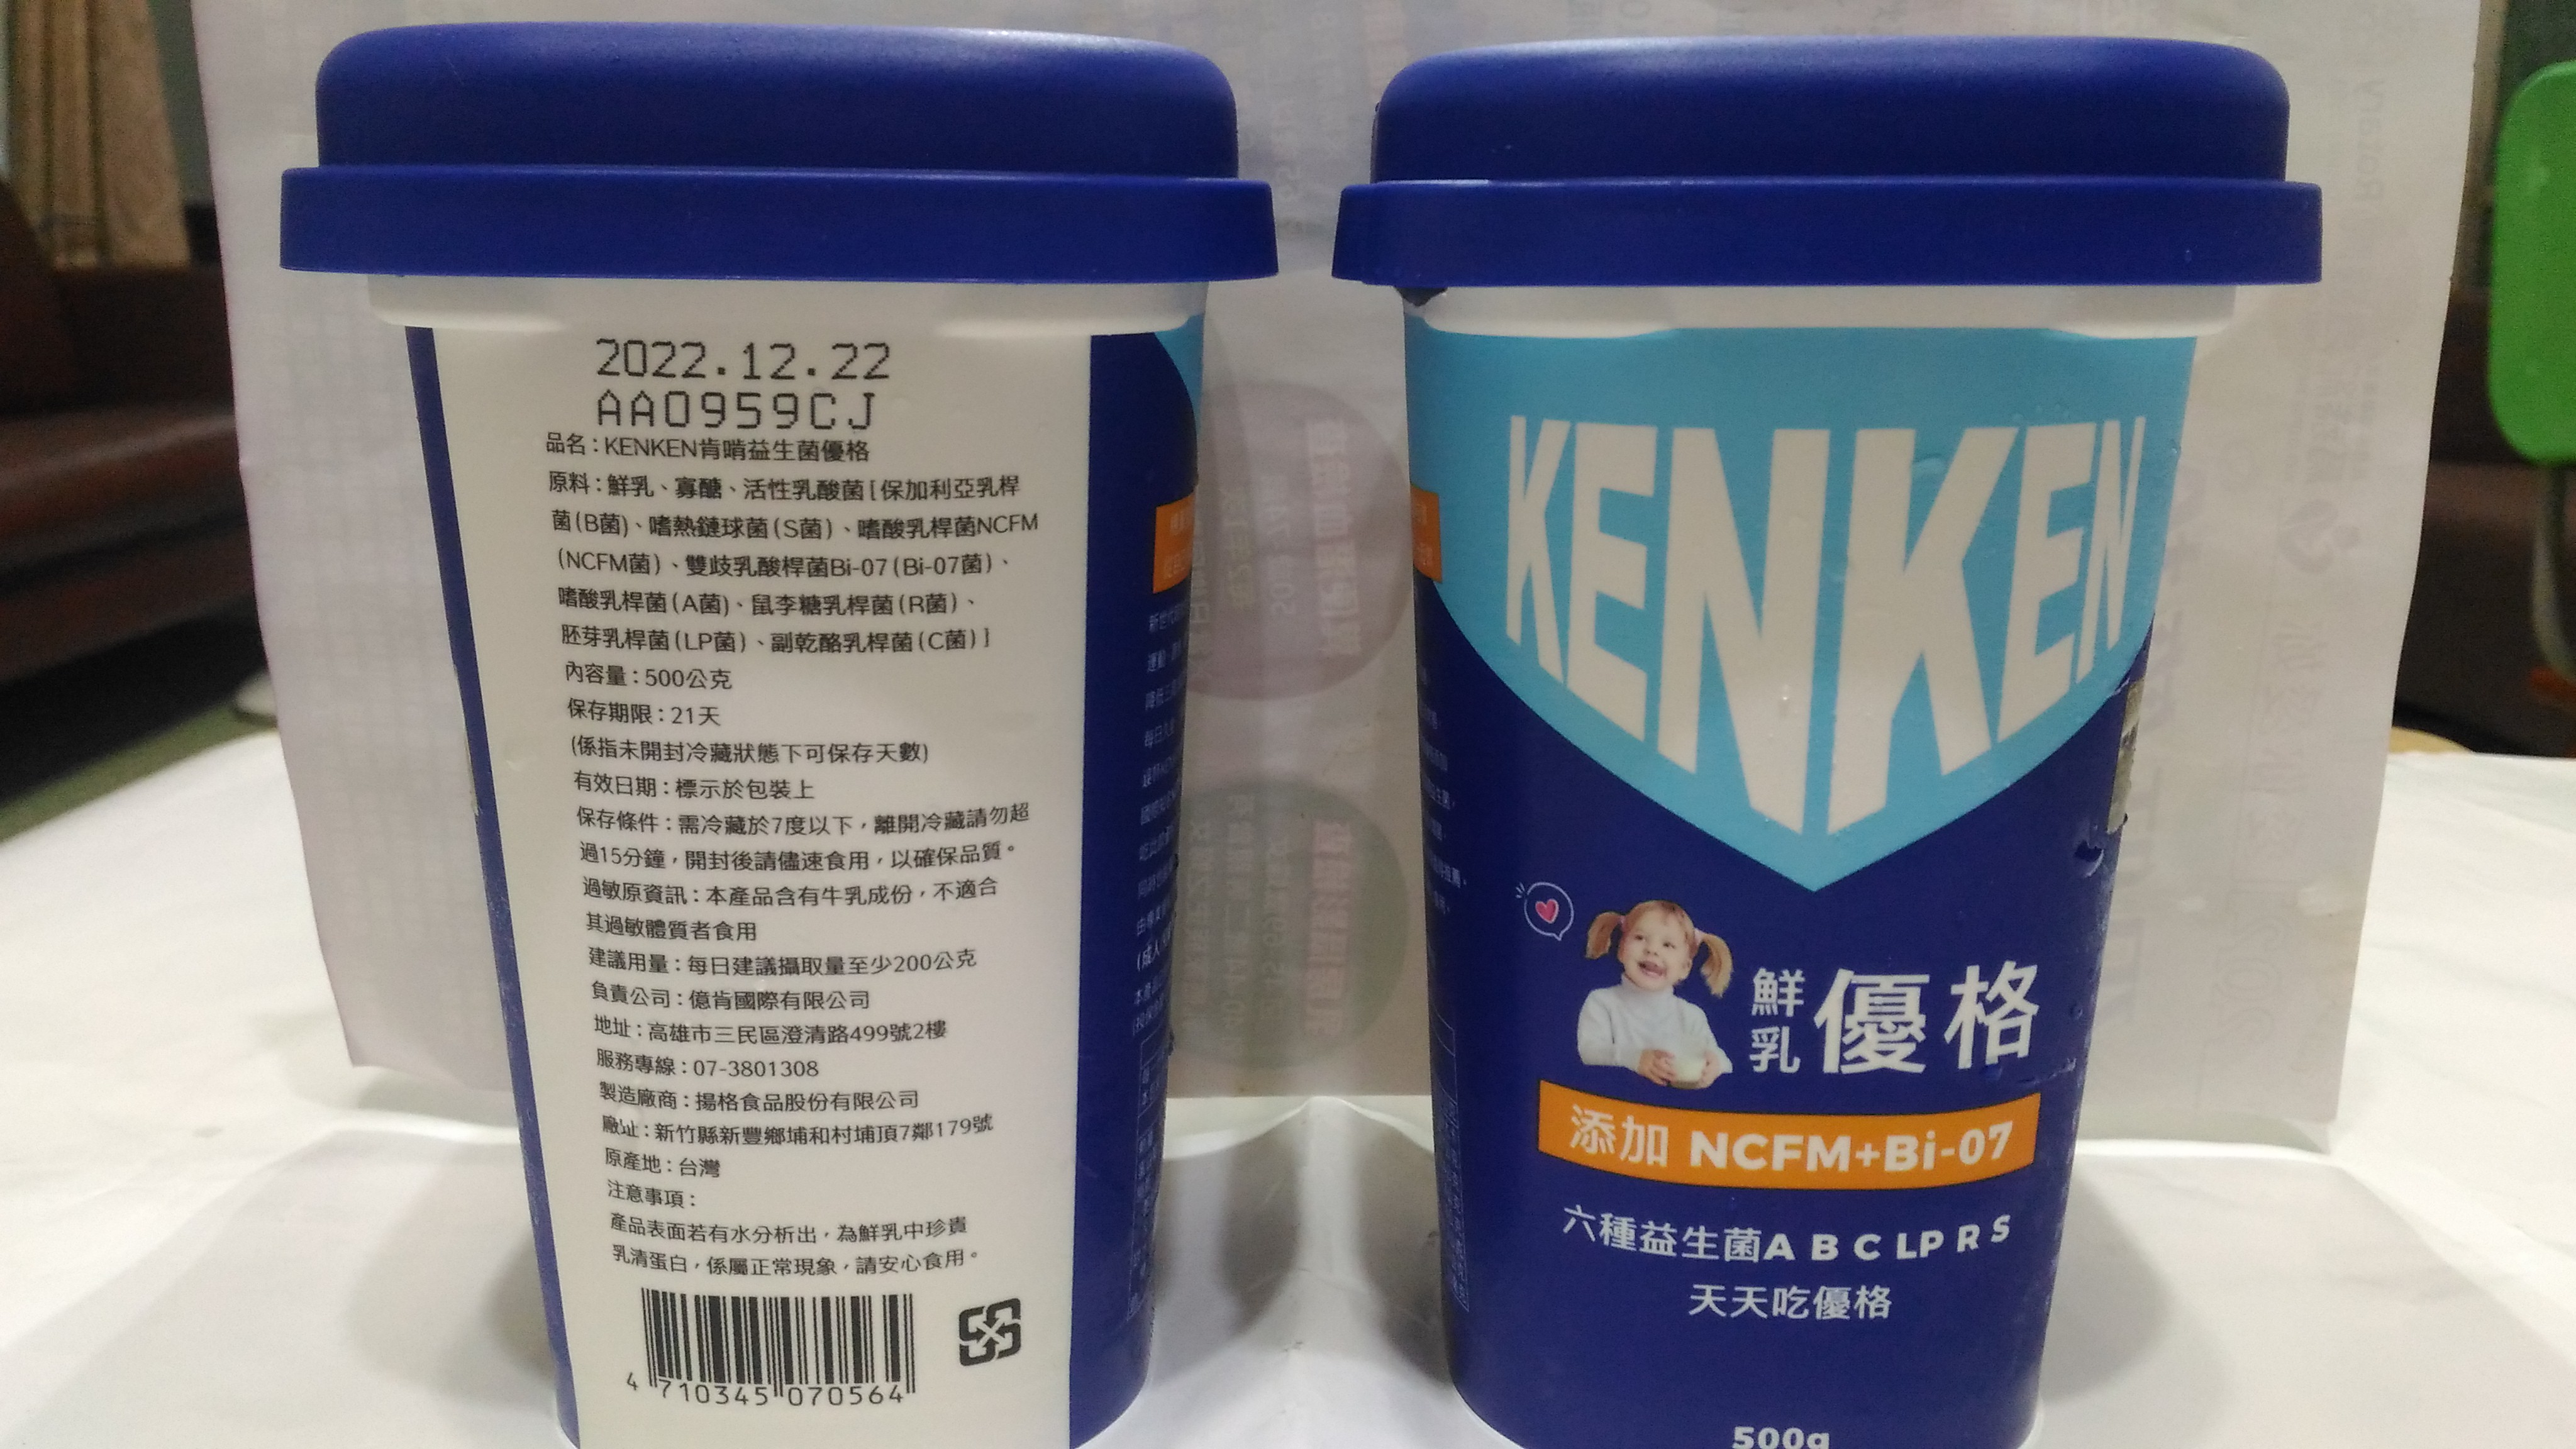 2022.12.22
AA0959CJ
品名：KENKEN肯啃益生菌優格
原料：鮮乳、寡醣、活性乳酸菌[保加利亞乳桿
菌(B菌)、嗜熱鏈球菌(S菌)、嗜酸乳桿菌NCFM
(NCFM菌)、雙歧乳酸桿菌Bi-07(Bi-07菌)、
嗜酸乳桿菌(A菌)、鼠李糖乳桿菌(R菌)、
胚芽乳桿菌(LP菌)、副乾酪乳桿菌(C菌)]
內容量：500公克
保存期限：21天
(係指未開封冷藏狀態下可保存天數)
有效日期：標示於包裝上
保存條件：需冷藏於7度以下，離開冷藏請勿超
過15分鐘，開封後請儘速食用，以確保品質。
過敏原資訊：本產品含有牛乳成份，不適合
其過敏體質者食用
建議用量：每日建議攝取量至少200公克
負責公司：億肯國際有限公司
地址：高雄市三民區澄清路499號2樓
服務專線：07-3801308
製造廠商：揚格食品股份有限公司
廠址：新竹縣新豐鄉埔和村埔頂7鄰179號
原產地：台灣
注意事項：
產品表面若有水分析出，為鮮乳中珍貴
乳清蛋白，係屬正常現象，請安心食用。
4 710345 070564
KENKEN
鮮乳優格
添加 NCFM+Bi-07
六種益生菌A B C LP R S
天天吃優格
500g